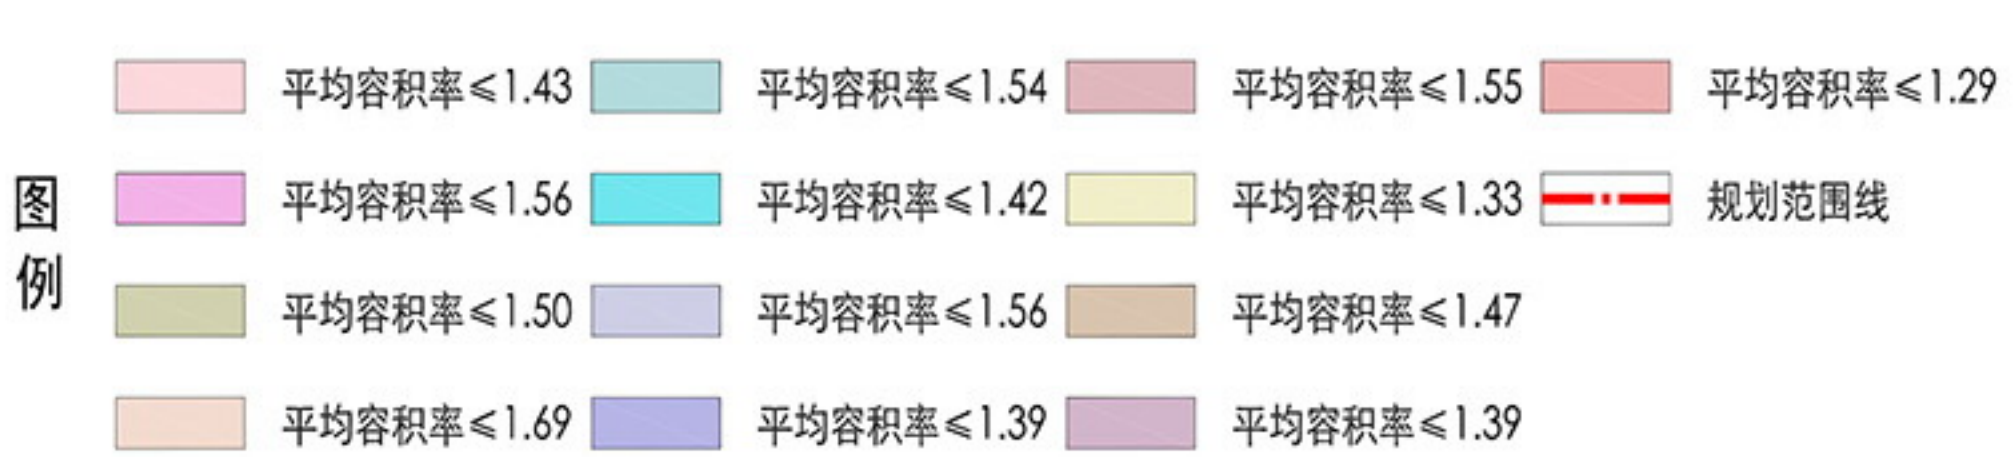 图例
平均容积率≤1.43 平均容积率≤1.54 平均容积率≤1.55 平均容积率≤1.29
平均容积率≤1.56 平均容积率≤1.42 平均容积率≤1.33 规划范围线
平均容积率≤1.50 平均容积率≤1.56 平均容积率≤1.47
平均容积率≤1.69 平均容积率≤1.39 平均容积率≤1.39